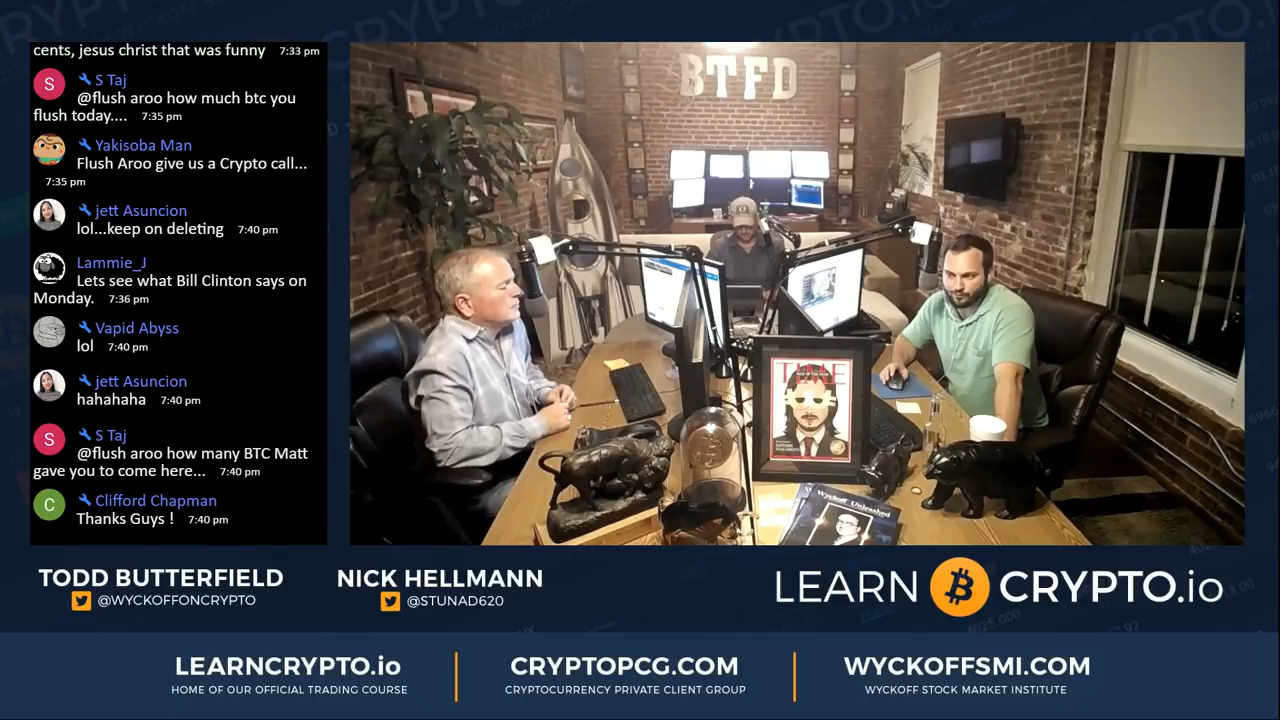 cents, jesus christ that was funny 7:33 pm
S
S Taj
@flush aroo how much btc you
flush today.... 7:35 pm
Yakisoba Man
Flush Aroo give us a Crypto call...
7:35 pm
jett Asuncion
lol...keep on deleting 7:40 pm
Lammie_J
Lets see what Bill Clinton says on
Monday. 7:36 pm
Vapid Abyss
lol 7:40 pm
jett Asuncion
hahahaha 7:40 pm
S
S Taj
@flush aroo how many BTC Matt
gave you to come here... 7:40 pm
C
Clifford Chapman
Thanks Guys ! 7:40 pm
BTFD
TIME
Wyckoff Unleashed
TODD BUTTERFIELD
@WYCKOFFONCRYPTO
NICK HELLMANN
@STUNAD620
LEARN CRYPTO.io
LEARNCRYPTO.io
HOME OF OUR OFFICIAL TRADING COURSE
CRYPTOPCG.COM
CRYPTOCURRENCY PRIVATE CLIENT GROUP
WYCKOFFSMI.COM
WYCKOFF STOCK MARKET INSTITUTE